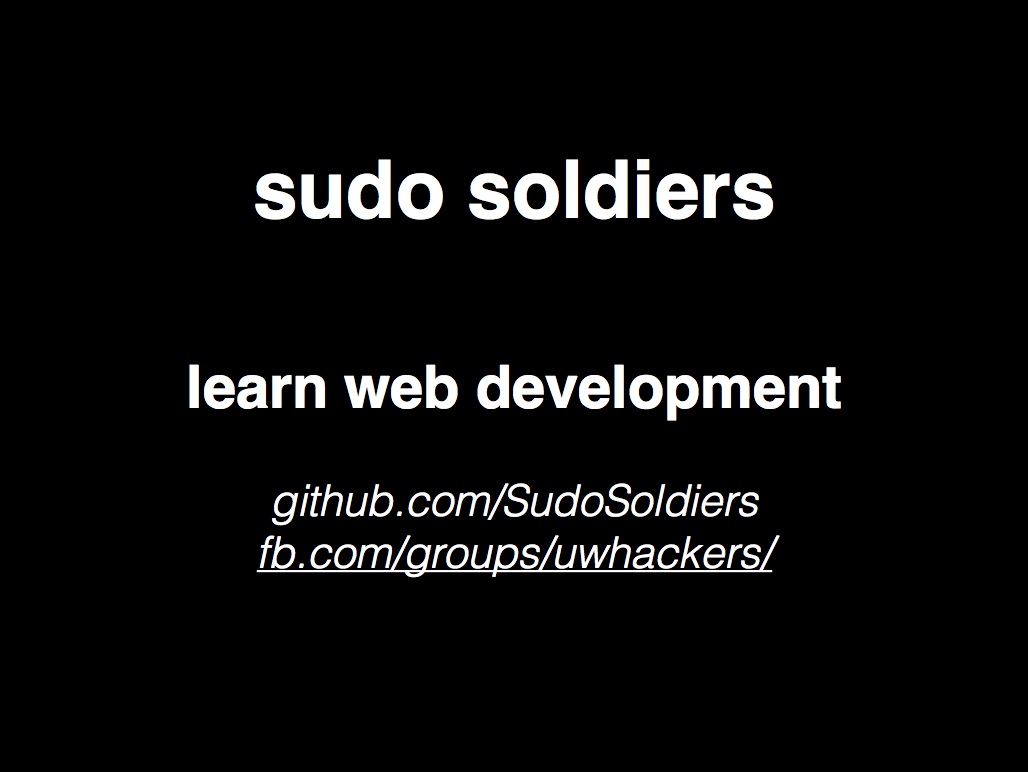 sudo soldiers
learn web development
github.com/SudoSoldiers
fb.com/groups/uwhackers/